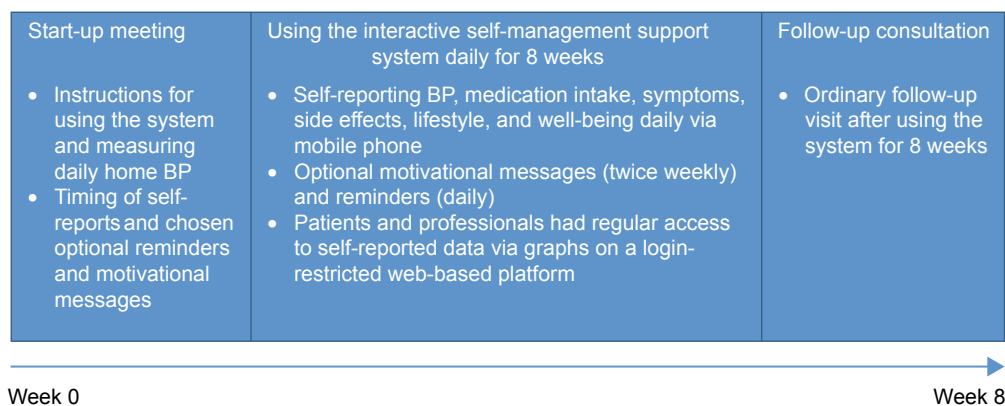 Start-up meeting
• Instructions for
using the system
and measuring
daily home BP
• Timing of self-
reports and chosen
optional reminders
and motivational
messages
Using the interactive self-management support
system daily for 8 weeks
• Self-reporting BP, medication intake, symptoms,
side effects, lifestyle, and well-being daily via
mobile phone
• Optional motivational messages (twice weekly)
and reminders (daily)
• Patients and professionals had regular access
to self-reported data via graphs on a login-
restricted web-based platform
Follow-up consultation
• Ordinary follow-up
visit after using the
system for 8 weeks
Week 0
Week 8